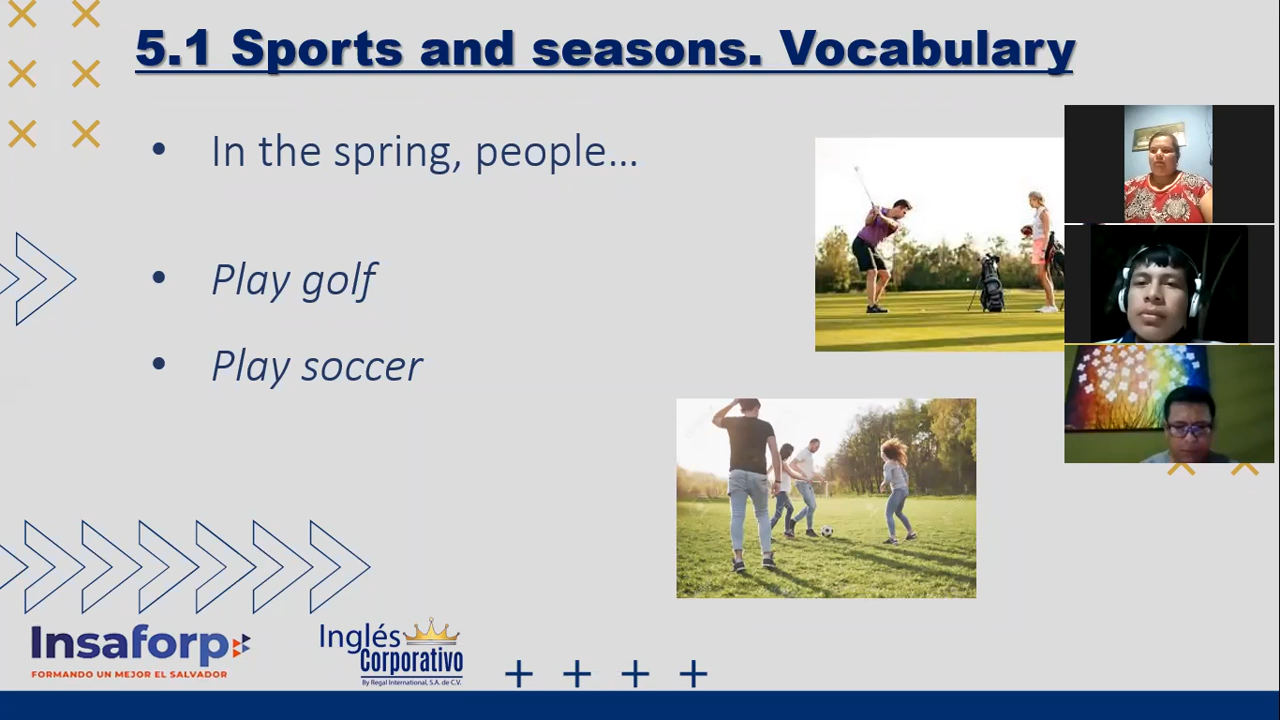 5.1 Sports and seasons. Vocabulary
• In the spring, people...
• Play golf
• Play soccer
Insaforp
FORMANDO UN MEJOR EL SALVADOR
Inglés
Corporativo
By Regal International, S.A. de C.V.